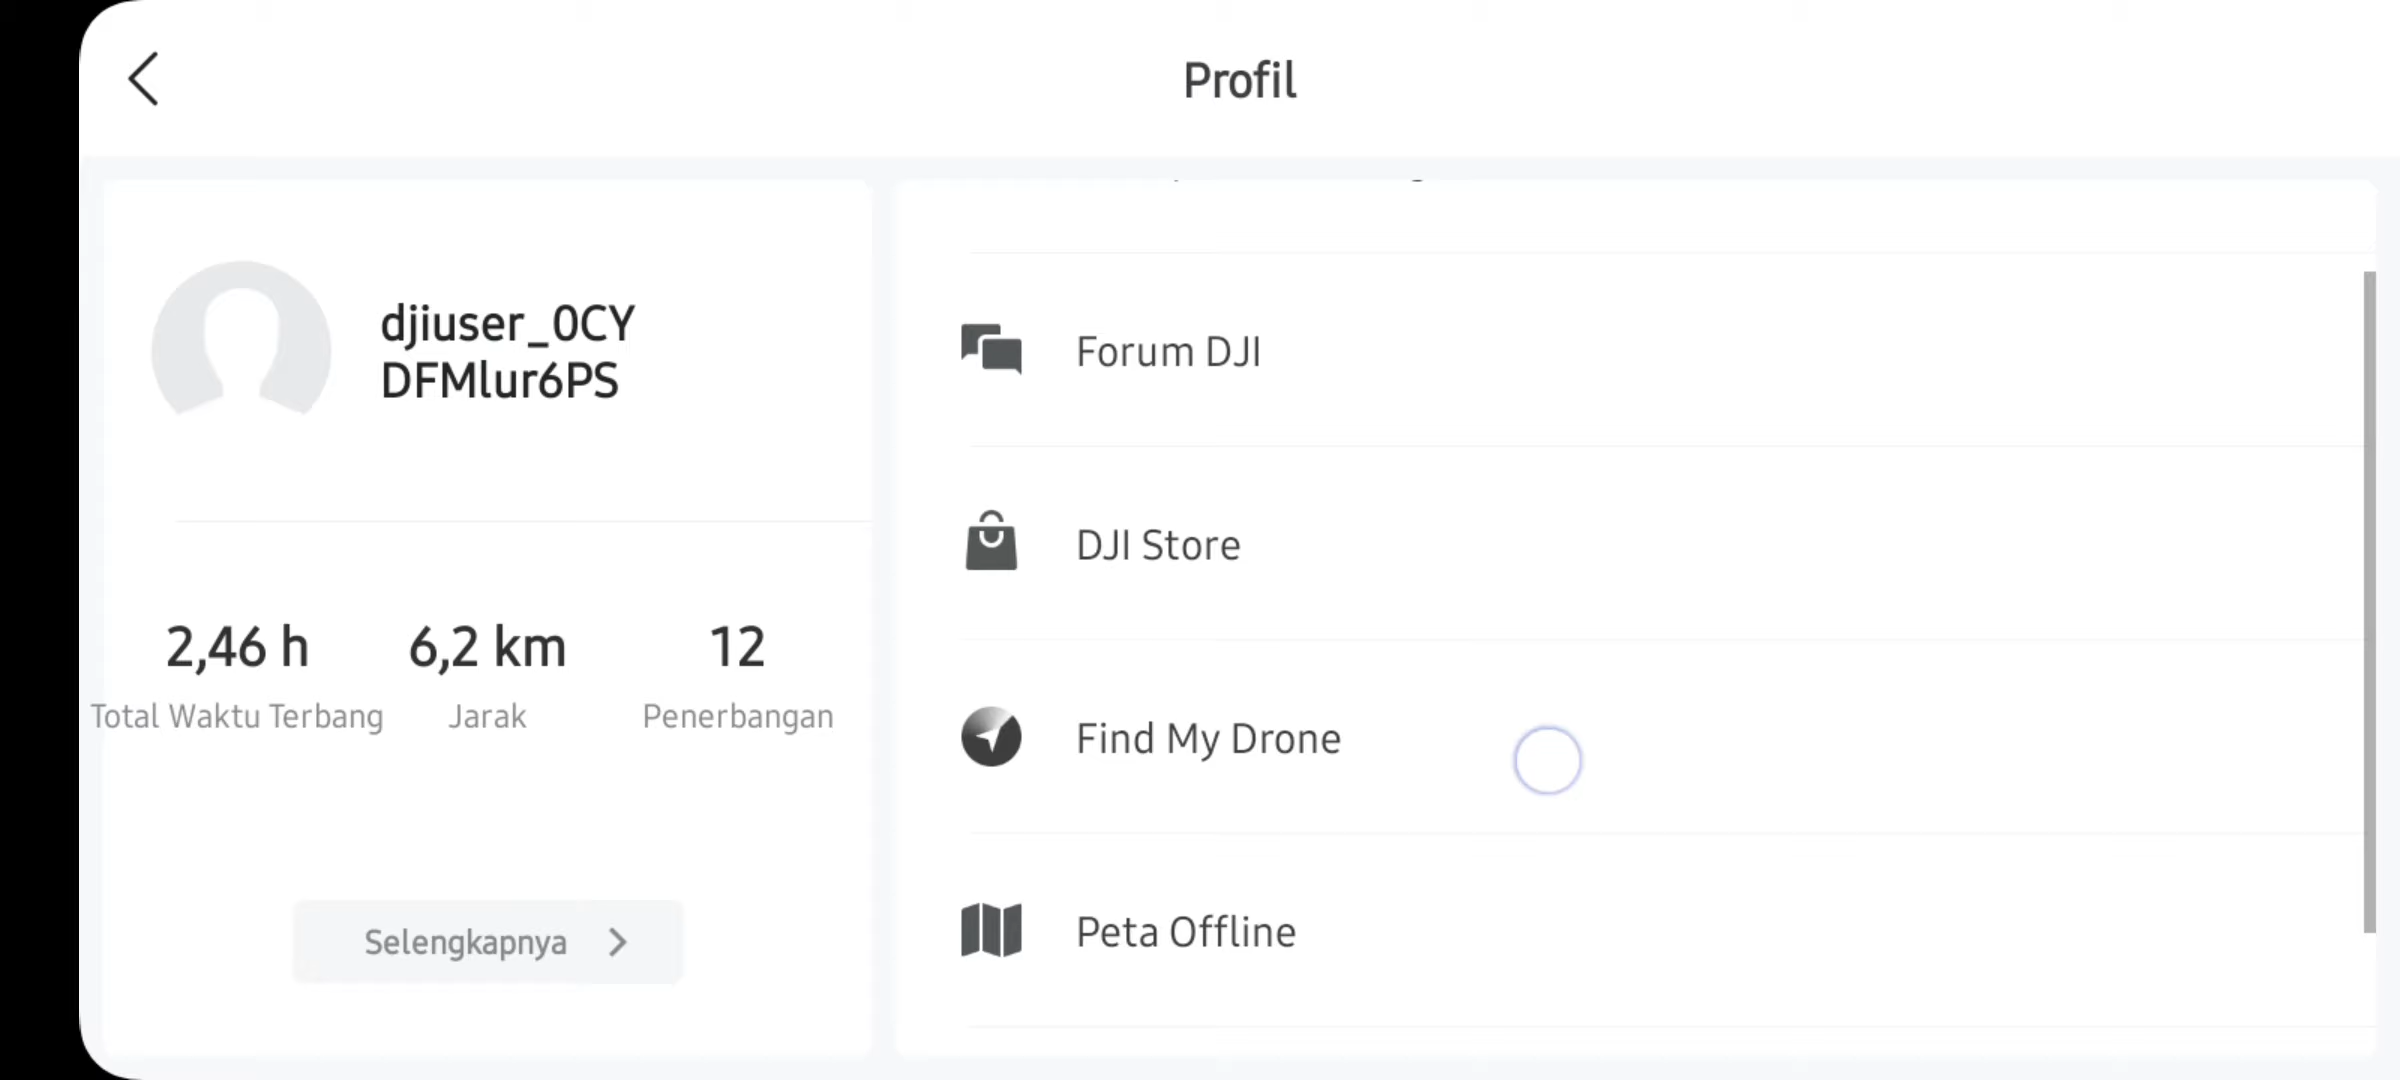 Profil
djiuser_0CY
DFMlur6PS
2,46 h
6,2 km
12
Total Waktu Terbang
Jarak
Penerbangan
Selengkapnya
Forum DJI
DJI Store
Find My Drone
Peta Offline